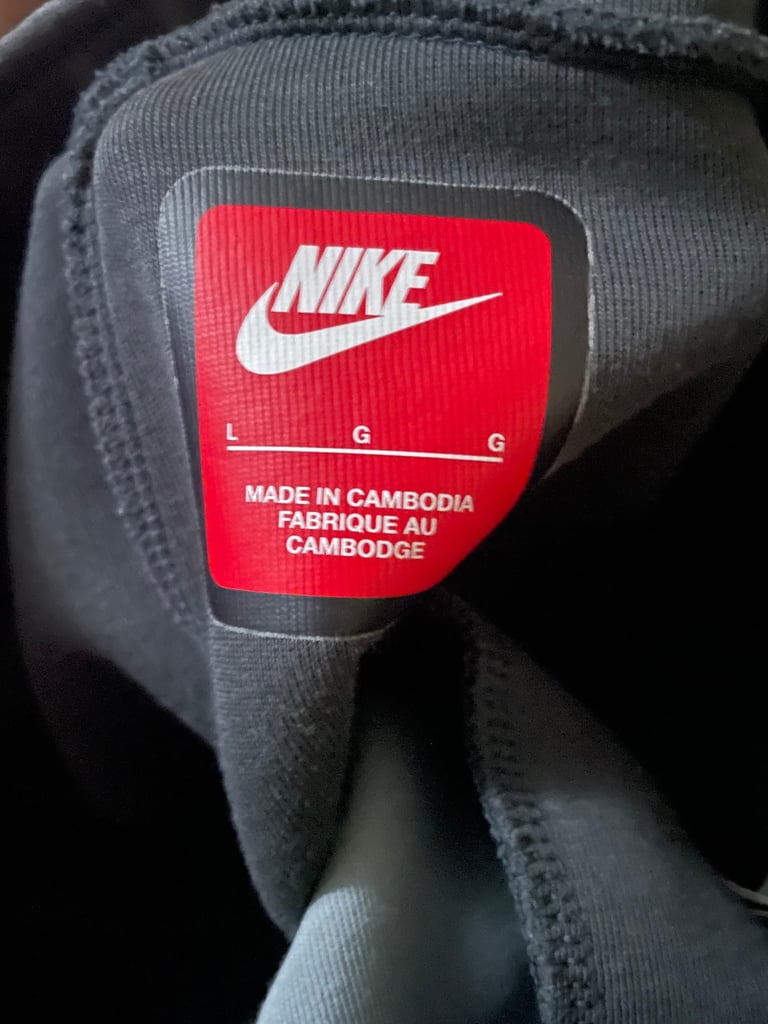 NIKE
L G G
MADE IN CAMBODIA
FABRIQUE AU
CAMBODGE